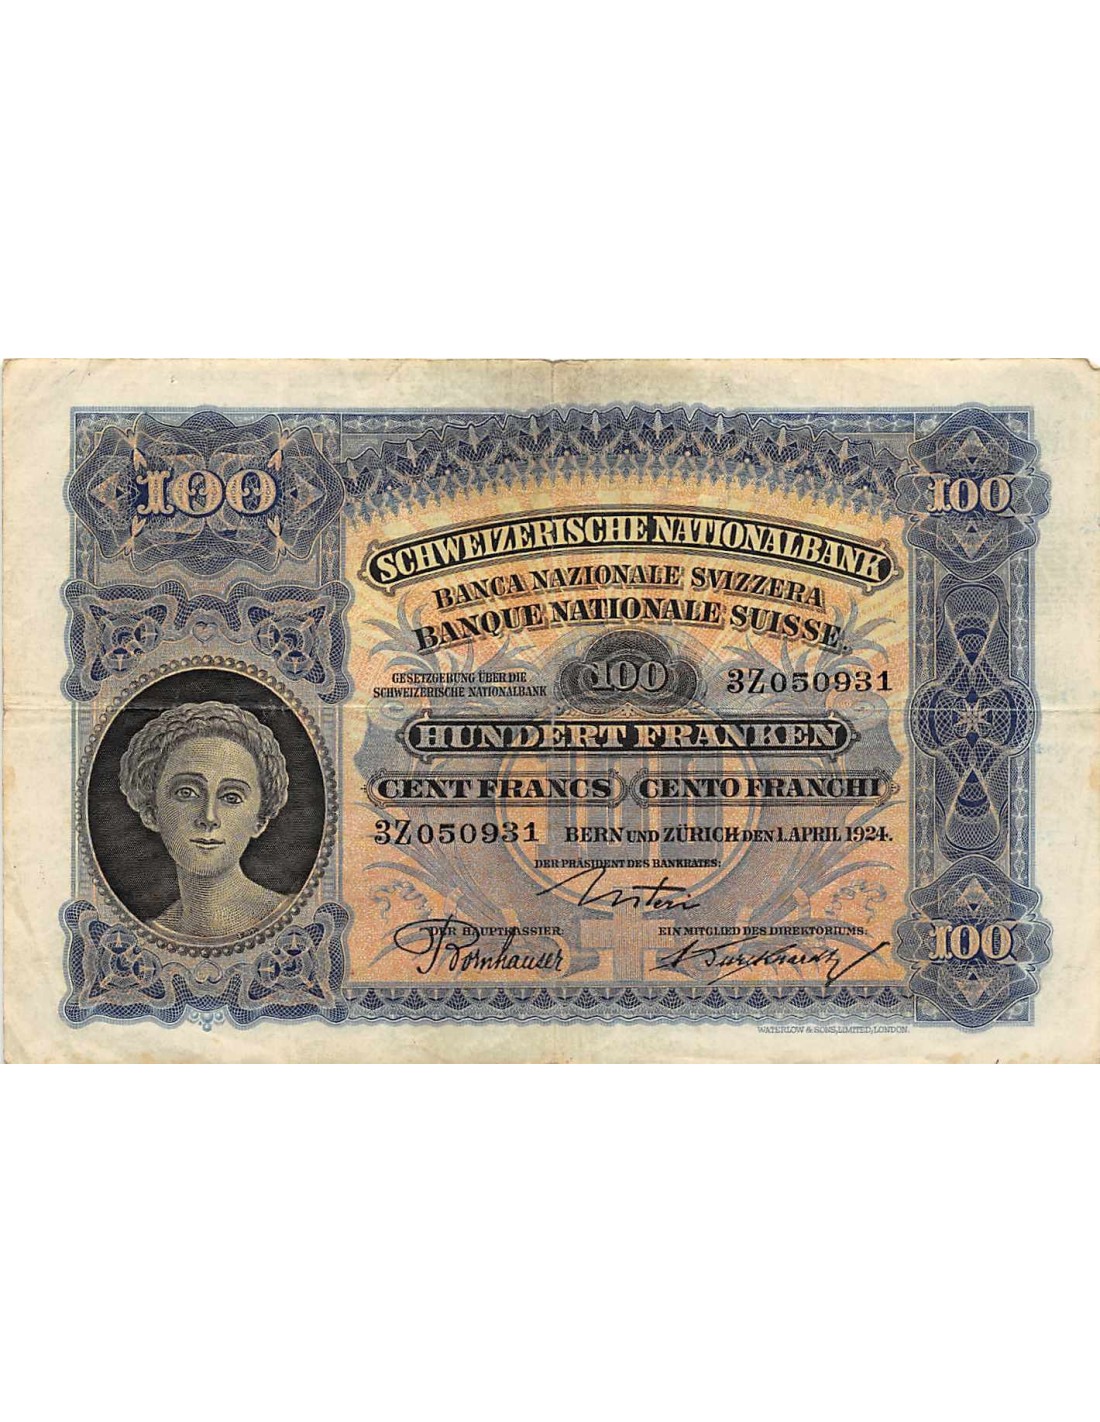 100
100
SCHWEIZERISCHE NATIONALBANK
BANCA NAZIONALE SVIZZERA
BANQUE NATIONALE SUISSE.
GESETZGEBUNG ÜBER DIE
SCHWEIZERISCHE NATIONALBANK
100
3Z050931
HUNDERT FRANKEN
CENT FRANCS
CENTO FRANCHI
100
3Z050931
BERN UND ZÜRICH DEN 1. APRIL 1924.
DER PRÄSIDENT DES BANKRATES:
DER HAUPTKASSIER:
EIN MITGLIED DES DIREKTORIUMS:
Bornhauser
100
WATERLOW & SONS, LIMITED, LONDON.